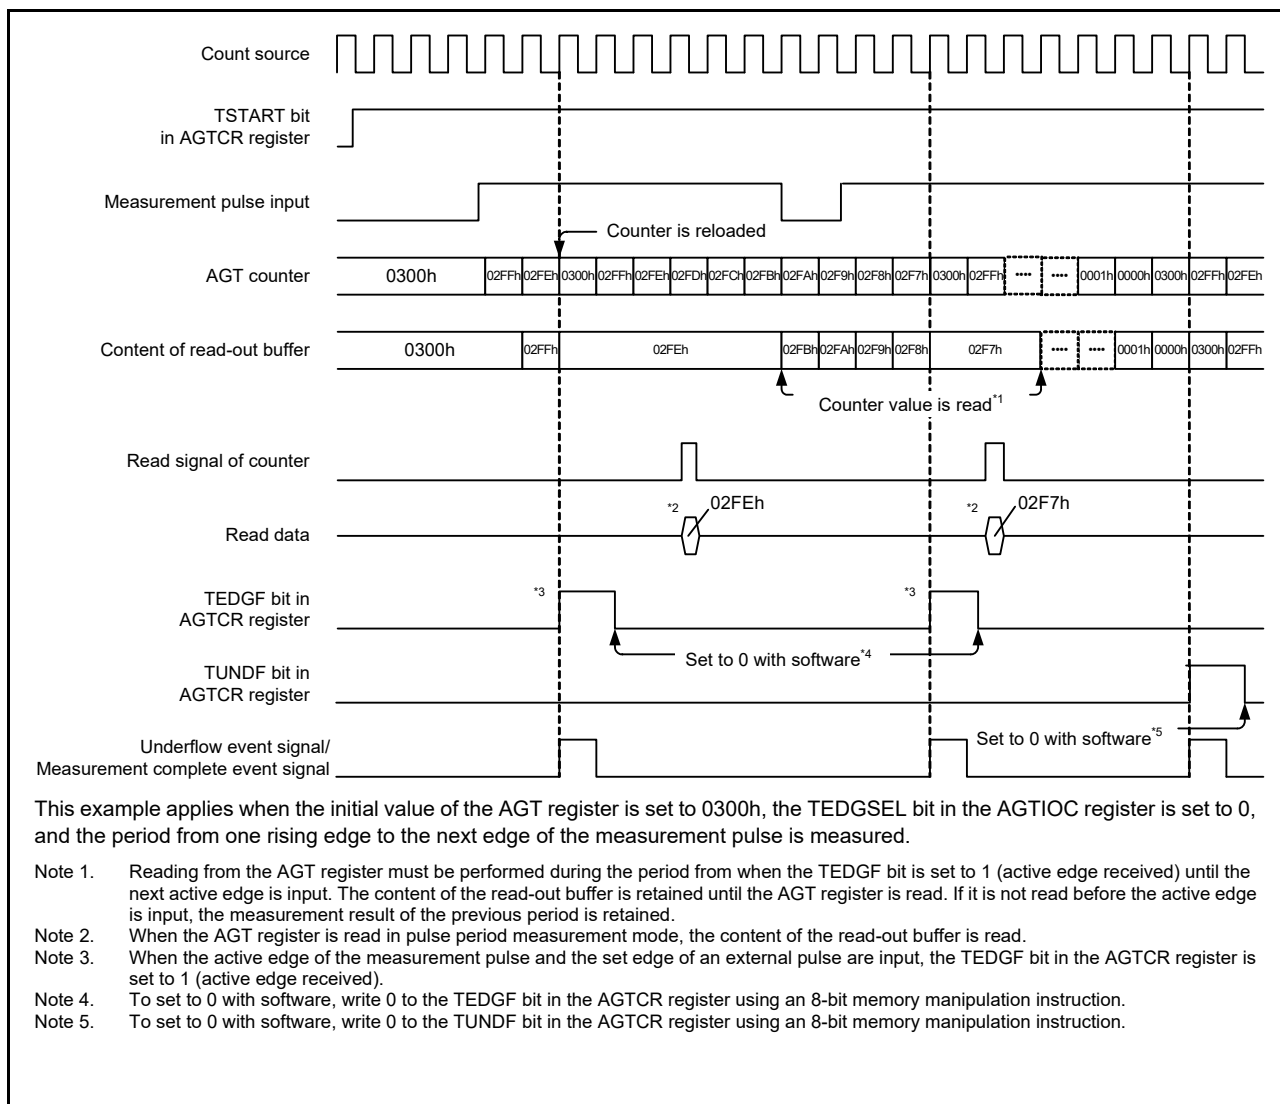 Count source
TSTART bit
in AGTCR register
Measurement pulse input
Counter is reloaded
AGT counter
0300h 02FFh 02FEh 0300h 02FFh 02FEh 02FDh 02FCh 02FBh 02FAh 02F9h 02F8h 02F7h 0300h 02FFh •••• •••• 0001h 0000h 0300h 02FFh 02FEh
Content of read-out buffer
0300h 02FFh 02FEh 02FBh 02FAh 02F9h 02F8h 02F7h •••• •••• 0001h 0000h 0300h 02FFh
Counter value is read*1
Read signal of counter
*2 02FEh *2 02F7h
Read data
TEDGF bit in
AGTCR register
*3 *3
Set to 0 with software*4
TUNDF bit in
AGTCR register
Set to 0 with software*5
Underflow event signal/
Measurement complete event signal
This example applies when the initial value of the AGT register is set to 0300h, the TEDGSEL bit in the AGTIOC register is set to 0,
and the period from one rising edge to the next edge of the measurement pulse is measured.
Note 1. Reading from the AGT register must be performed during the period from when the TEDGF bit is set to 1 (active edge received) until the
next active edge is input. The content of the read-out buffer is retained until the AGT register is read. If it is not read before the active edge
is input, the measurement result of the previous period is retained.
Note 2. When the AGT register is read in pulse period measurement mode, the content of the read-out buffer is read.
Note 3. When the active edge of the measurement pulse and the set edge of an external pulse are input, the TEDGF bit in the AGTCR register is
set to 1 (active edge received).
Note 4. To set to 0 with software, write 0 to the TEDGF bit in the AGTCR register using an 8-bit memory manipulation instruction.
Note 5. To set to 0 with software, write 0 to the TUNDF bit in the AGTCR register using an 8-bit memory manipulation instruction.